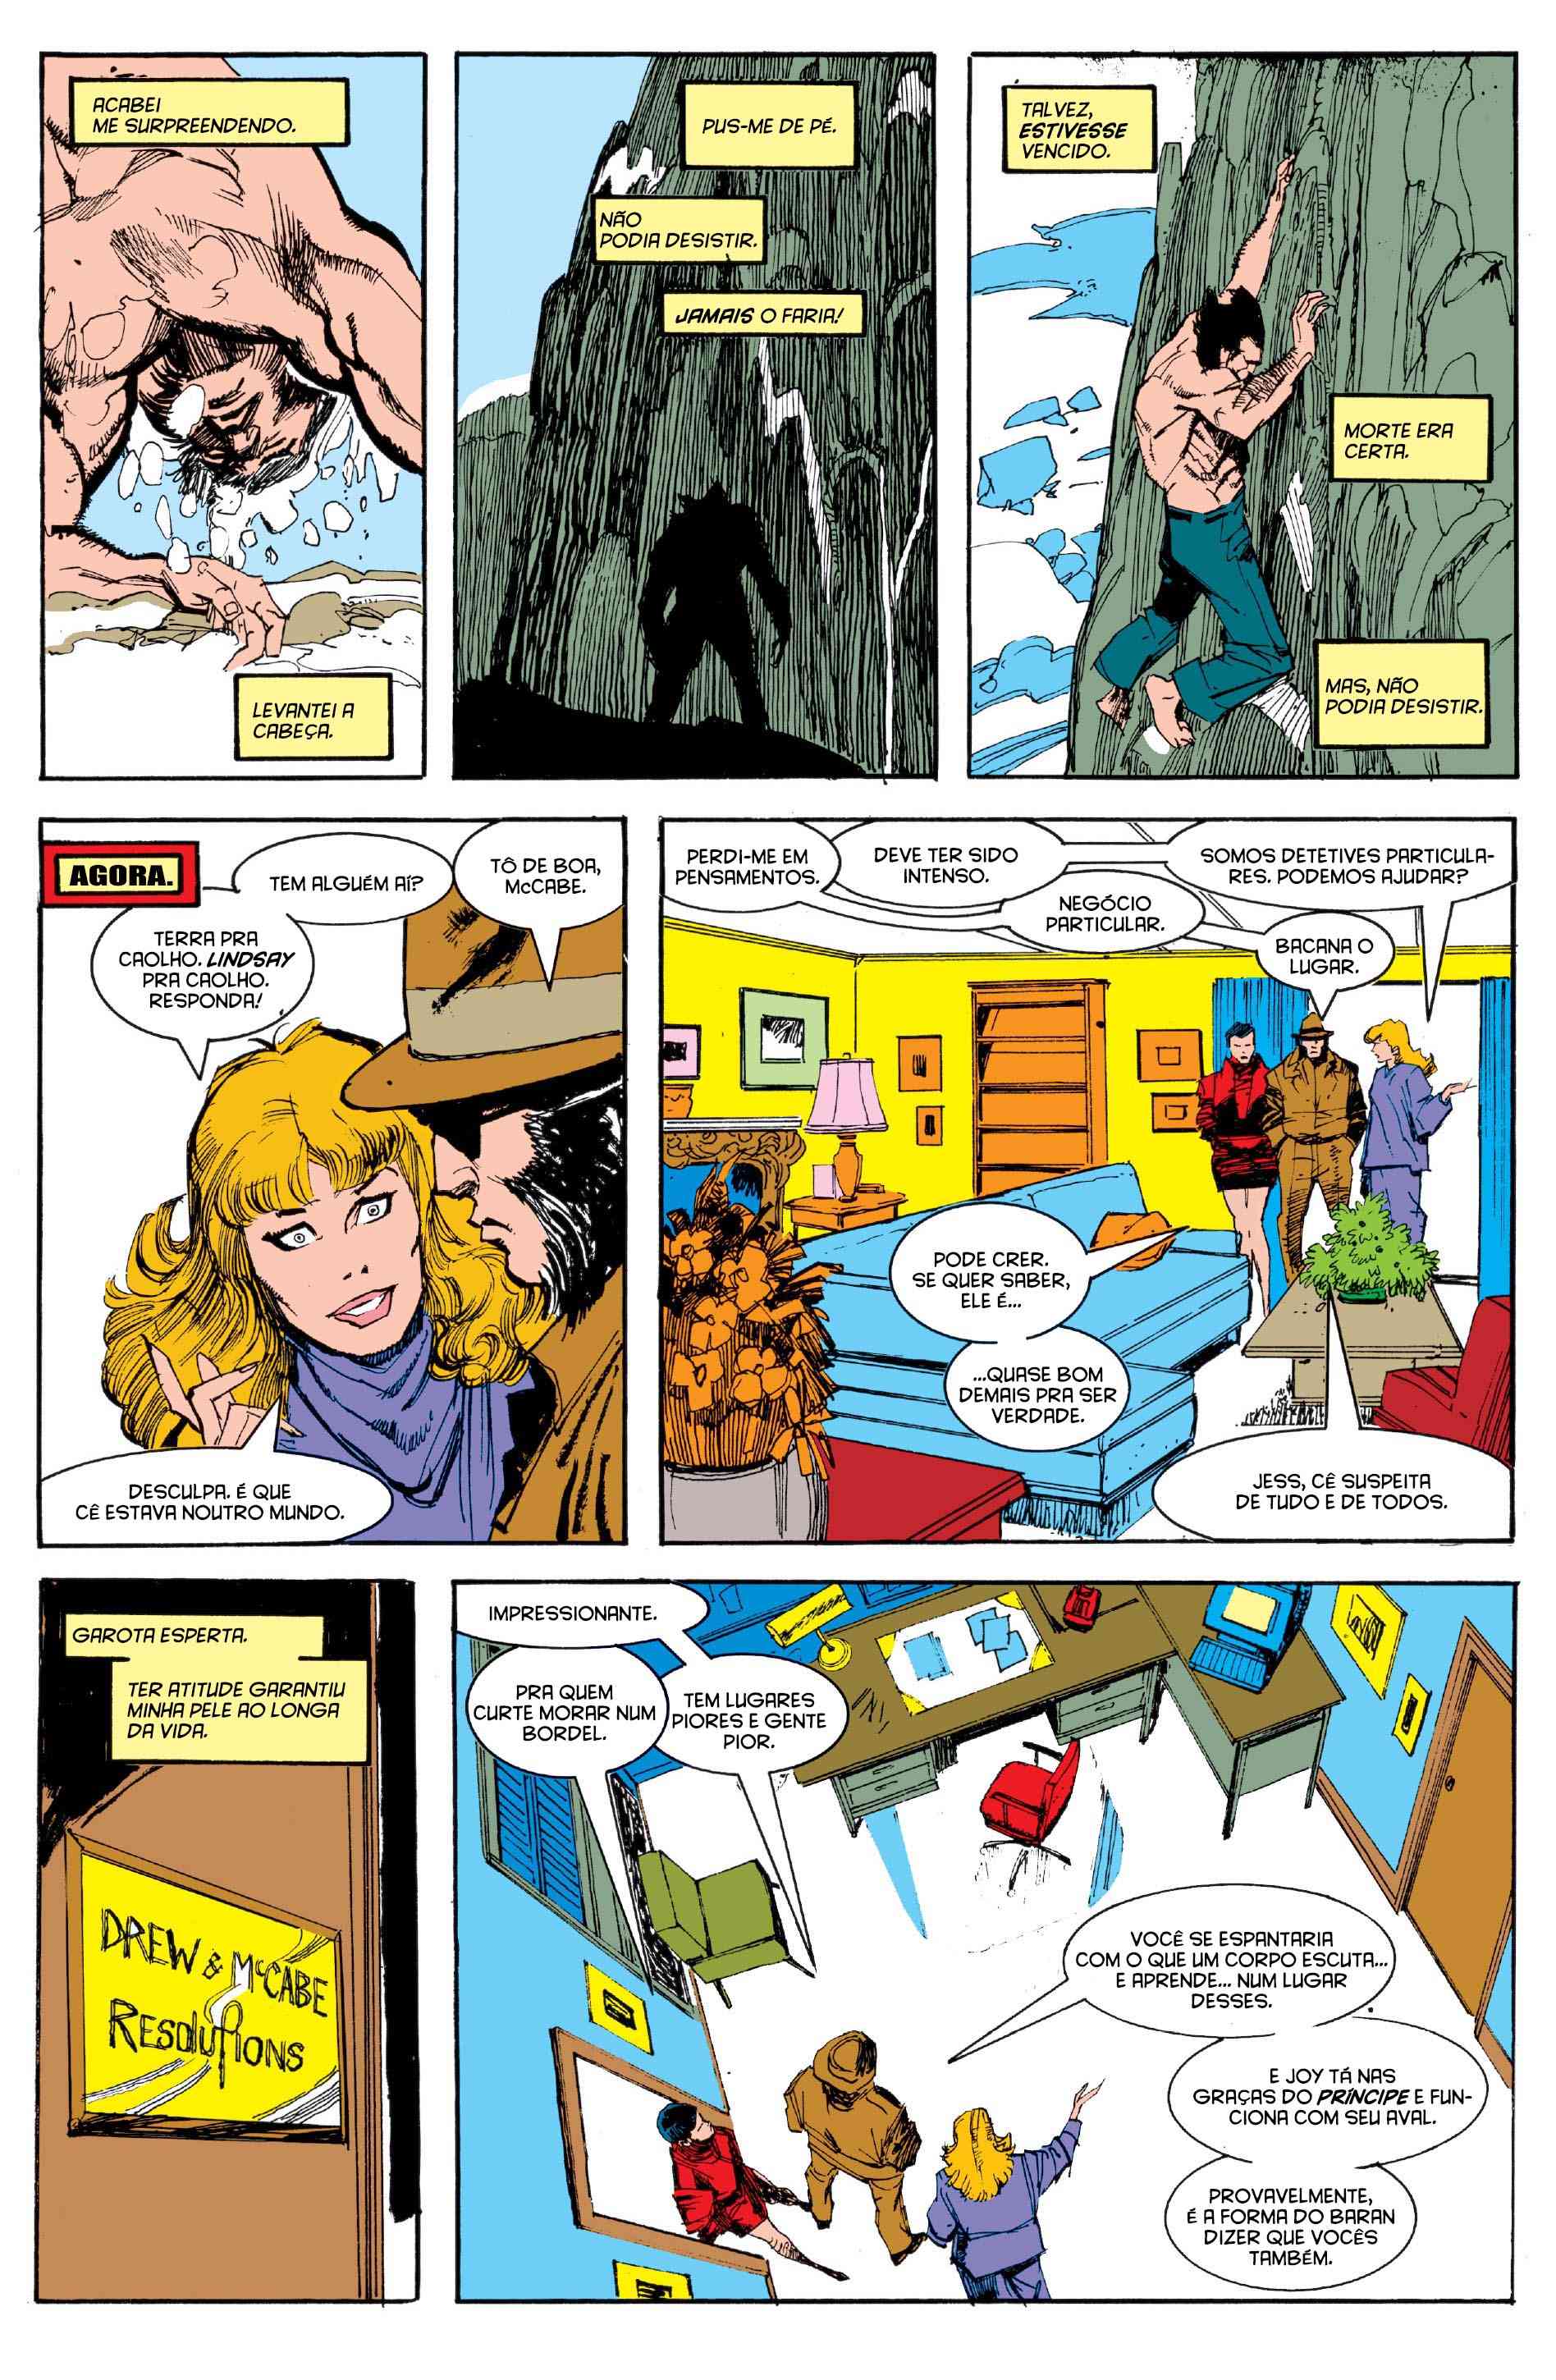 ACABEI
ME SURPREENDENDO.
LEVANTEI A
CABEÇA.
PUS-ME DE PÉ.
NÃO
PODIA DESISTIR.
JAMAIS O FARIA!
TALVEZ,
ESTIVESSE
VENCIDO.
MORTE ERA
CERTA.
MAS, NÃO
PODIA DESISTIR.
AGORA.
TEM ALGUÉM AÍ?
TERRA PRA
CAOLHO. LINDSAY
PRA CAOLHO.
RESPONDA!
TÔ DE BOA,
McCABE.
DESCULPA. É QUE
CÊ ESTAVA NOUTRO MUNDO.
PERDI-ME EM
PENSAMENTOS.
DEVE TER SIDO
INTENSO.
NEGÓCIO
PARTICULAR.
SOMOS DETETIVES PARTICULA-
RES. PODEMOS AJUDAR?
BACANA O
LUGAR.
PODE CRER.
SE QUER SABER,
ELE É...
...QUASE BOM
DEMAIS PRA SER
VERDADE.
JESS, CÊ SUSPEITA
DE TUDO E DE TODOS.
GAROTA ESPERTA.
TER ATITUDE GARANTIU
MINHA PELE AO LONGA
DA VIDA.
DREW & McCABE
RESOLUTIONS
IMPRESSIONANTE.
PRA QUEM
CURTE MORAR NUM
BORDEL.
TEM LUGARES
PIORES E GENTE
PIOR.
VOCÊ SE ESPANTARIA
COM O QUE UM CORPO ESCUTA...
E APRENDE... NUM LUGAR
DESSES.
E JOY TÁ NAS
GRAÇAS DO PRÍNCIPE E FUN-
CIONA COM SEU AVAL.
PROVAVELMENTE,
É A FORMA DO BARAN
DIZER QUE VOCÊS
TAMBÉM.